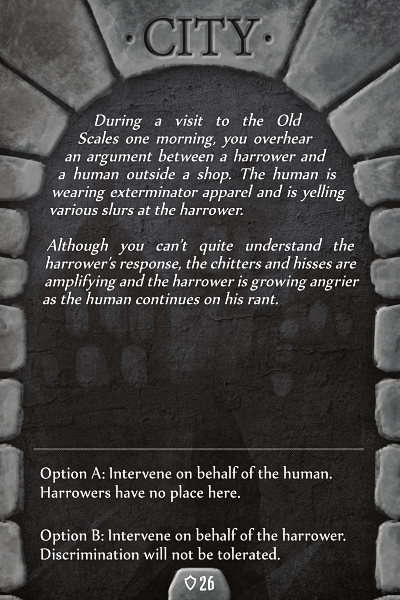 ·CITY·
During a visit to the Old
Scales one morning, you overhear
an argument between a harrower and
a human outside a shop. The human is
wearing exterminator apparel and is yelling
various slurs at the harrower.
Although you can't quite understand the
harrower's response, the chitters and hisses are
amplifying and the harrower is growing angrier
as the human continues on his rant.
Option A: Intervene on behalf of the human.
Harrowers have no place here.
Option B: Intervene on behalf of the harrower.
Discrimination will not be tolerated.
26